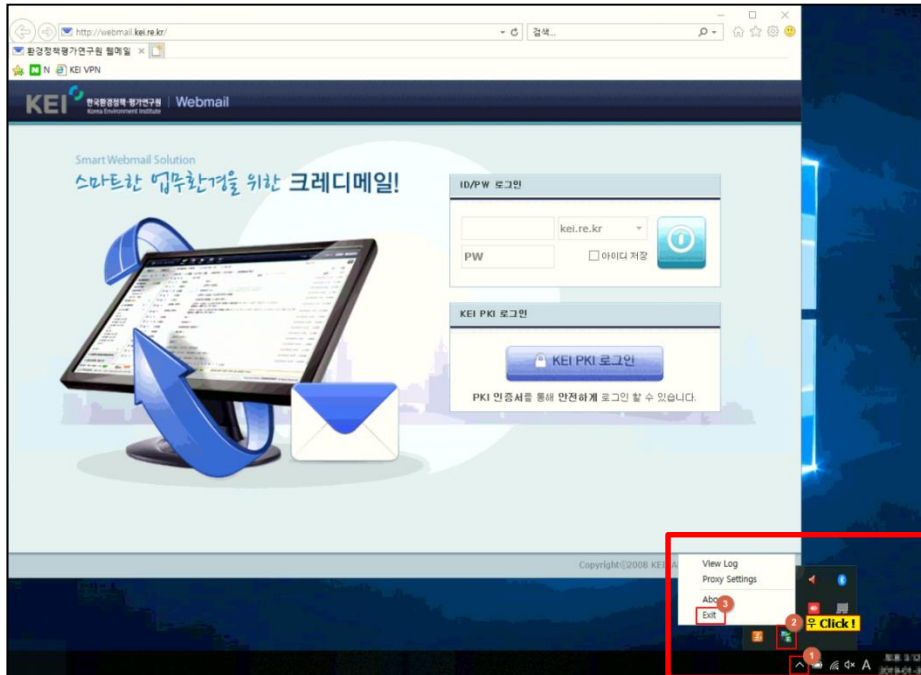 http://webmail.kei.re.kr/
검색...
환경정책평가연구원 웹메일
N KEI VPN
KEI 한국환경정책·평가연구원 Webmail
Korea Environment Institute
Smart Webmail Solution
스마트한 업무환경을 위한 크레디메일!
ID/PW 로그인
kei.re.kr
PW
아이디 저장
KEI PKI 로그인
KEI PKI 로그인
PKI 인증서를 통해 안전하게 로그인 할 수 있습니다.
Copyrightⓒ2008 KEI
View Log
Proxy Settings
3
Exit
2
우 Click !
1
A